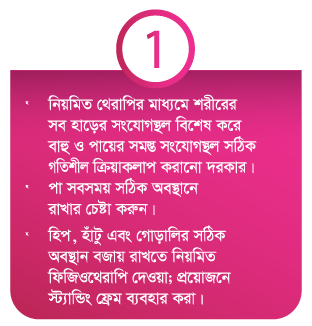 1
নিয়মিত থেরাপির মাধ্যমে শরীরের
সব হাড়ের সংযোগস্থল বিশেষ করে
বাহু ও পায়ের সমস্ত সংযোগস্থল সঠিক
গতিশীল ক্রিয়াকলাপ করানো দরকার।
পা সবসময় সঠিক অবস্থানে
রাখার চেষ্টা করুন।
হিপ, হাঁটু এবং গোড়ালির সঠিক
অবস্থান বজায় রাখতে নিয়মিত
ফিজিওথেরাপি দেওয়া; প্রয়োজনে
স্ট্যান্ডিং ফ্রেম ব্যবহার করা।